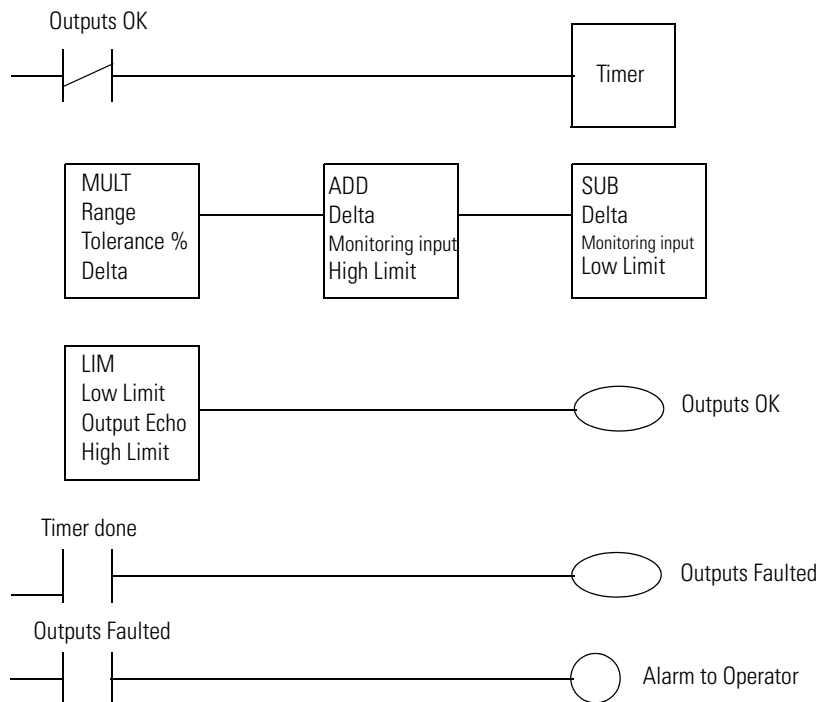 Outputs OK
Timer
MULT
Range
Tolerance %
Delta
ADD
Delta
Monitoring input
High Limit
SUB
Delta
Monitoring input
Low Limit
LIM
Low Limit
Output Echo
High Limit
Outputs OK
Timer done
Outputs Faulted
Outputs Faulted
Alarm to Operator